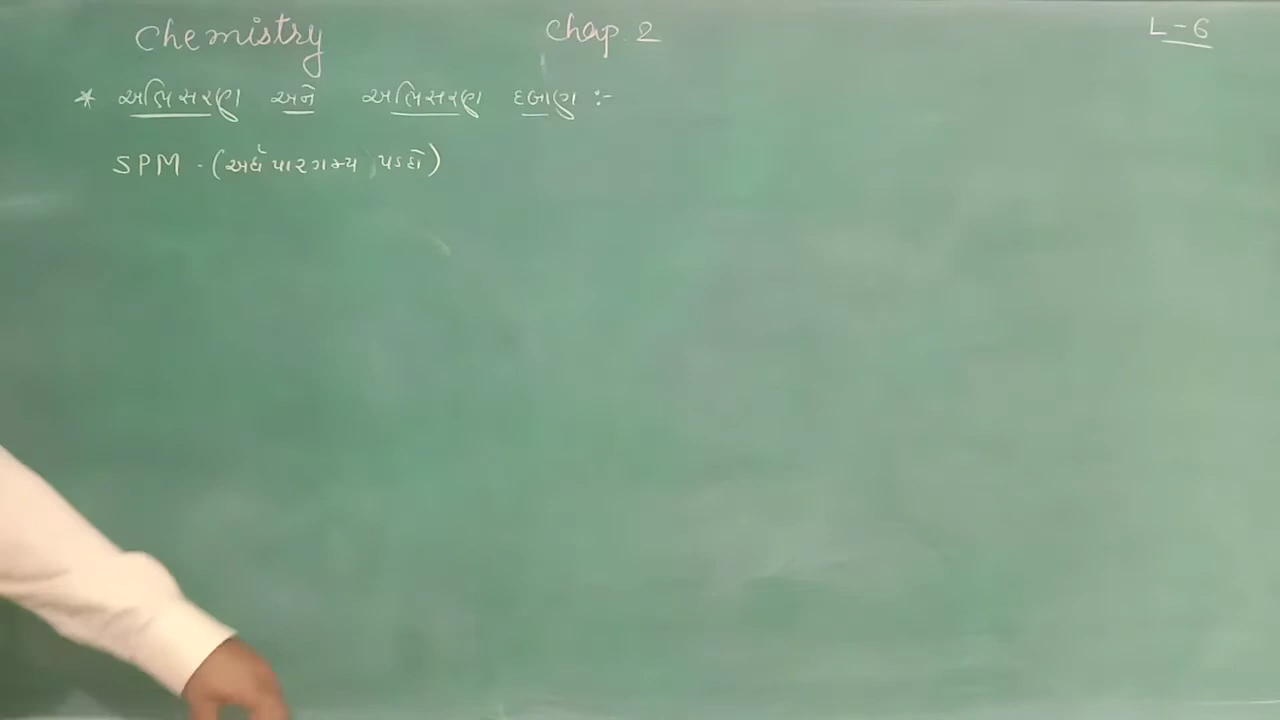 Chemistry Chap. 2 L-6
* અભિસરણ અને અભિસરણ દબાણ :-
SPM - (અર્ધપારગમ્ય પડદો)